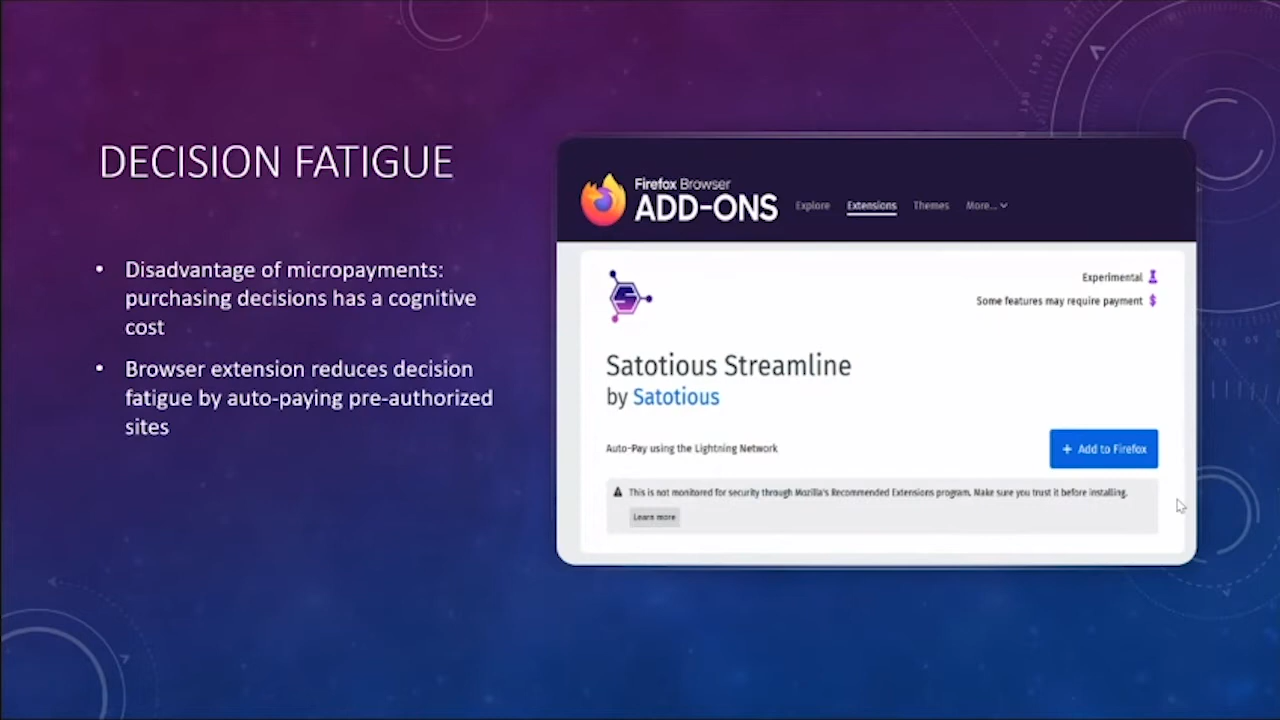 DECISION FATIGUE
• Disadvantage of micropayments:
purchasing decisions has a cognitive
cost
• Browser extension reduces decision
fatigue by auto-paying pre-authorized
sites
Firefox Browser
ADD-ONS
Explore Extensions Themes More...
Experimental
Some features may require payment $
Satotious Streamline
by Satotious
Auto-Pay using the Lightning Network
+ Add to Firefox
This is not monitored for security through Mozilla's Recommended Extensions program. Make sure you trust it before installing.
Learn more